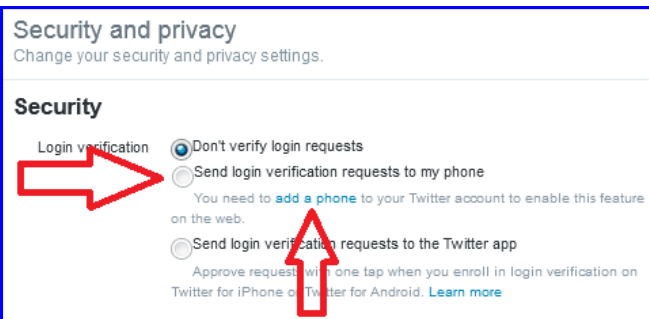 Security and privacy
Change your security and privacy settings.
Security
Login verification
Don't verify login requests
Send login verification requests to my phone
You need to add a phone to your Twitter account to enable this feature
on the web.
Send login verification requests to the Twitter app
Approve requests with one tap when you enroll in login verification on
Twitter for iPhone or Twitter for Android. Learn more